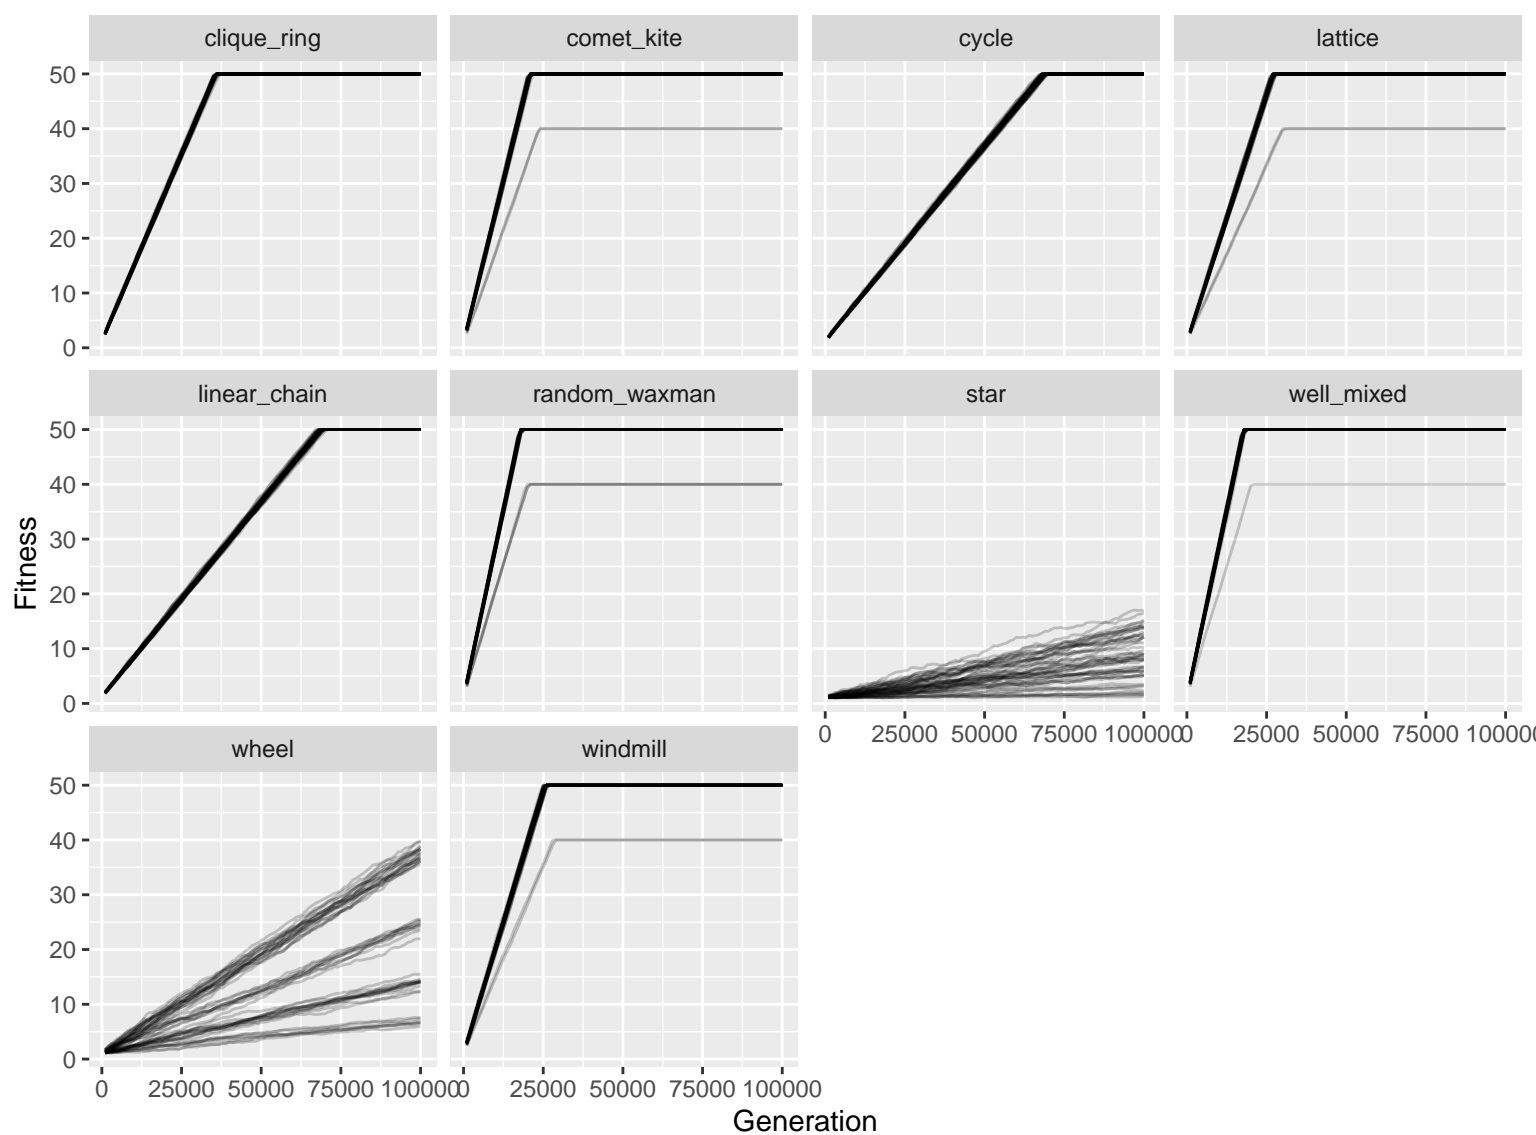 clique_ring comet_kite cycle lattice
50
40
30
20
10
0
linear_chain random_waxman star well_mixed
50
40
30
20
10
0
0 25000 50000 75000 100000 0 25000 50000 75000 100000
wheel windmill
50
40
30
20
10
0
0 25000 50000 75000 100000 0 25000 50000 75000 100000
Generation
Fitness